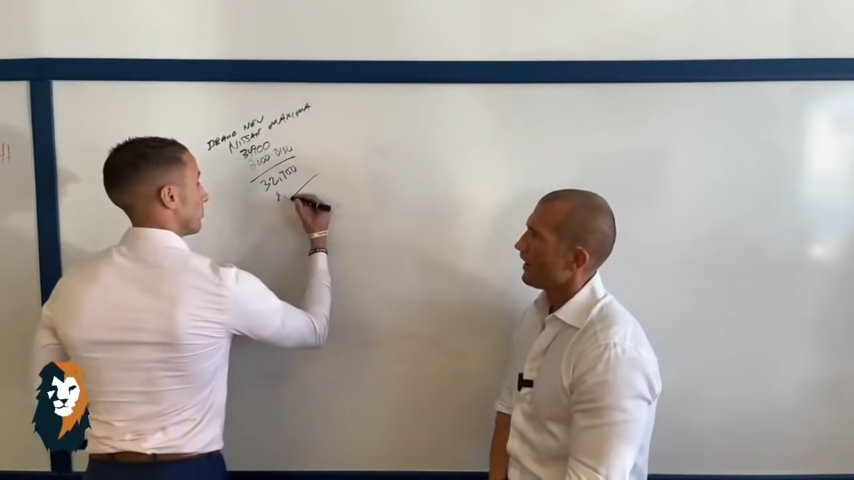 BRAND NEW
NISSAN MAXIMA
34900
2000 DISC
32,900